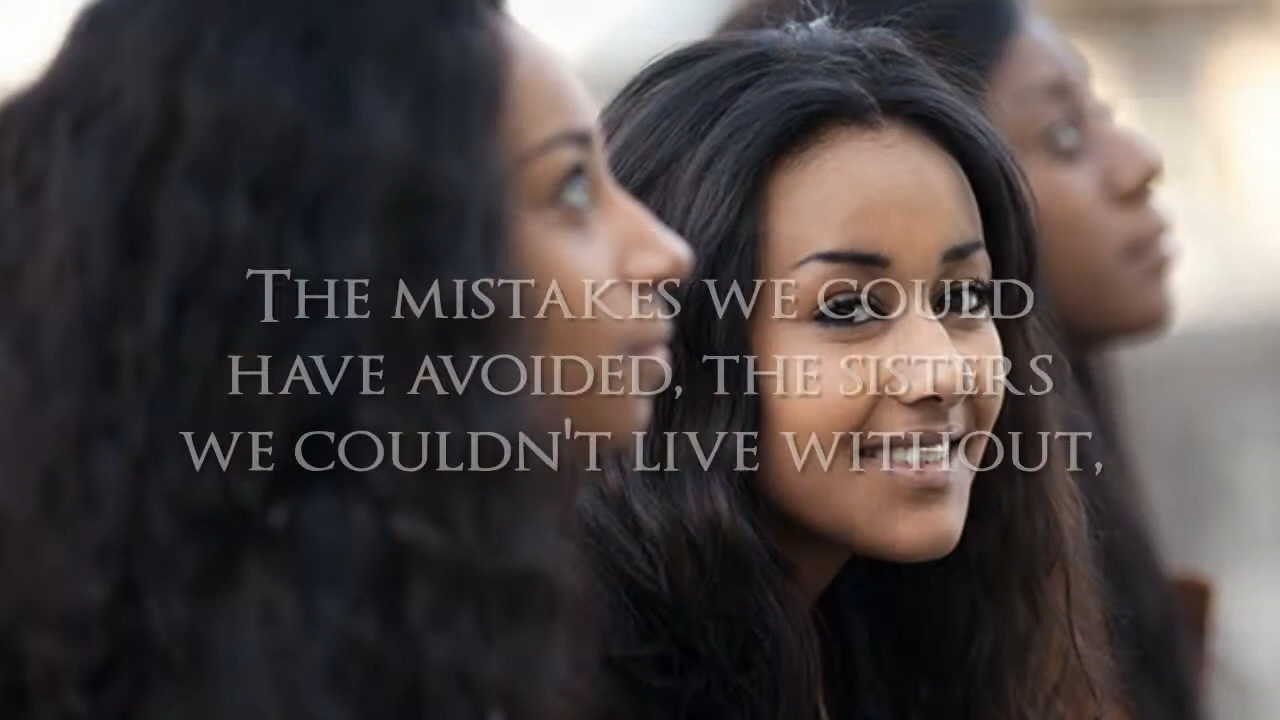 The mistakes we could
have avoided, the sisters
we couldn't live without,